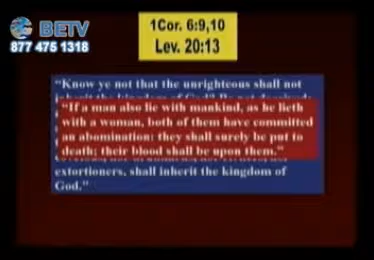 BETV
877 475 1318
1Cor. 6:9,10
Lev. 20:13
“Know ye not that the unrighteous shall not
“If a man also lie with mankind, as he lieth
with a woman, both of them have committed
an abomination: they shall surely be put to
death; their blood shall be upon them.”
extortioners, shall inherit the kingdom of
God.”